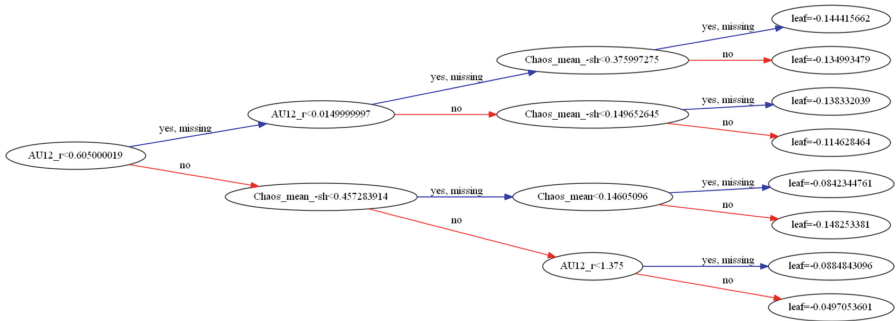 leaf=-0.144415662
yes, missing
Chaos_mean_-sh<0.375997275
no
leaf=-0.134993479
yes, missing
AU12_r<0.0149999997
no
yes, missing
leaf=-0.138332039
Chaos_mean_-sh<0.149652645
no
leaf=-0.114628464
yes, missing
AU12_r<0.605000019
no
yes, missing
leaf=-0.0842344761
yes, missing
Chaos_mean_-sh<0.457283914
Chaos_mean<0.14605096
no
leaf=-0.148253381
no
yes, missing
leaf=-0.0884843096
AU12_r<1.375
no
leaf=-0.0497053601